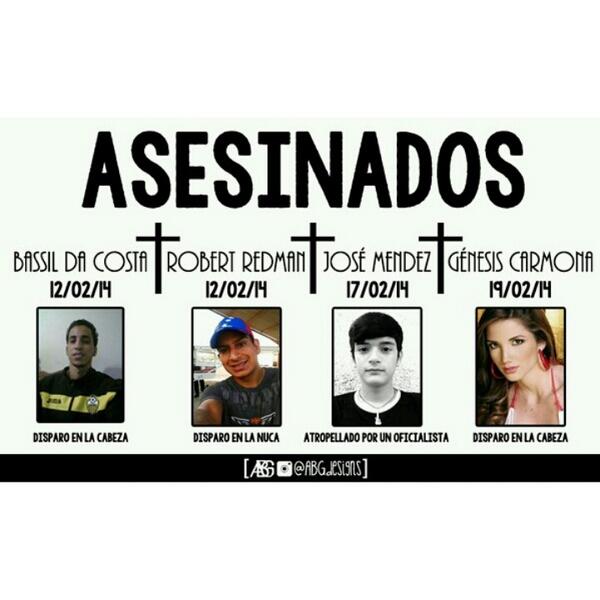 ASESINADOS
BASSIL DA COSTA ROBERT REDMAN JOSÉ MENDEZ GÉNESIS CARMONA
12/02/14 12/02/14 17/02/14 19/02/14
DISPARO EN LA CABEZA DISPARO EN LA NUCA ATROPELLADO POR UN OFICIALISTA DISPARO EN LA CABEZA
[ABG @ABGdesigns]